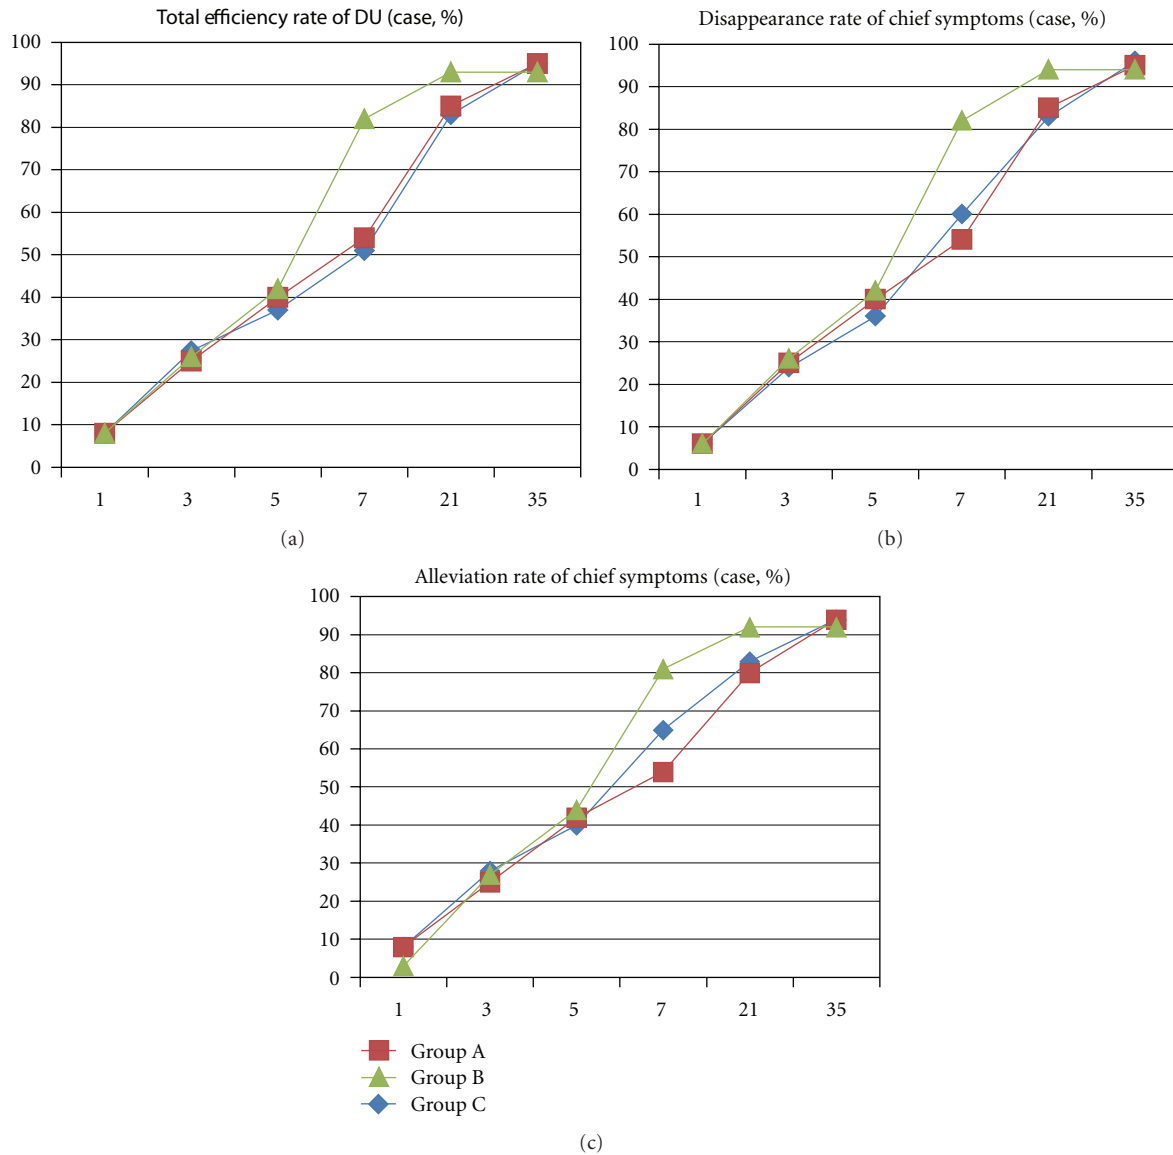 Total efficiency rate of DU (case, %)
100
90
80
70
60
50
40
30
20
10
0
1 3 5 7 21 35
(a)
Disappearance rate of chief symptoms (case, %)
100
90
80
70
60
50
40
30
20
10
0
1 3 5 7 21 35
(b)
Alleviation rate of chief symptoms (case, %)
100
90
80
70
60
50
40
30
20
10
0
1 3 5 7 21 35
Group A
Group B
Group C
(c)